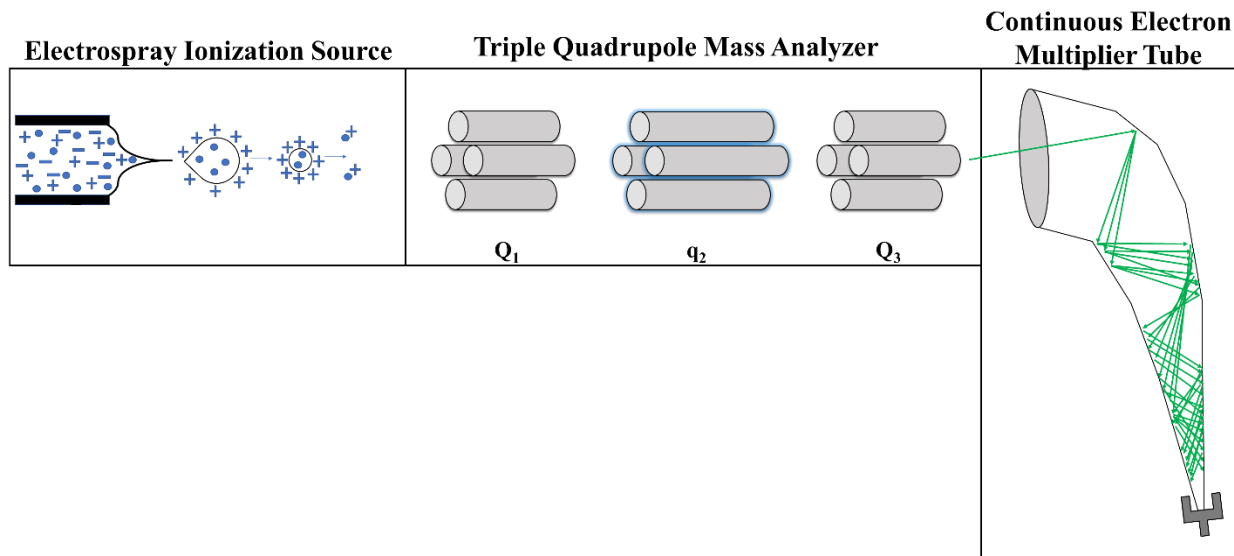 Electrospray Ionization Source
Triple Quadrupole Mass Analyzer
Continuous Electron
Multiplier Tube
Q₁
q₂
Q₃